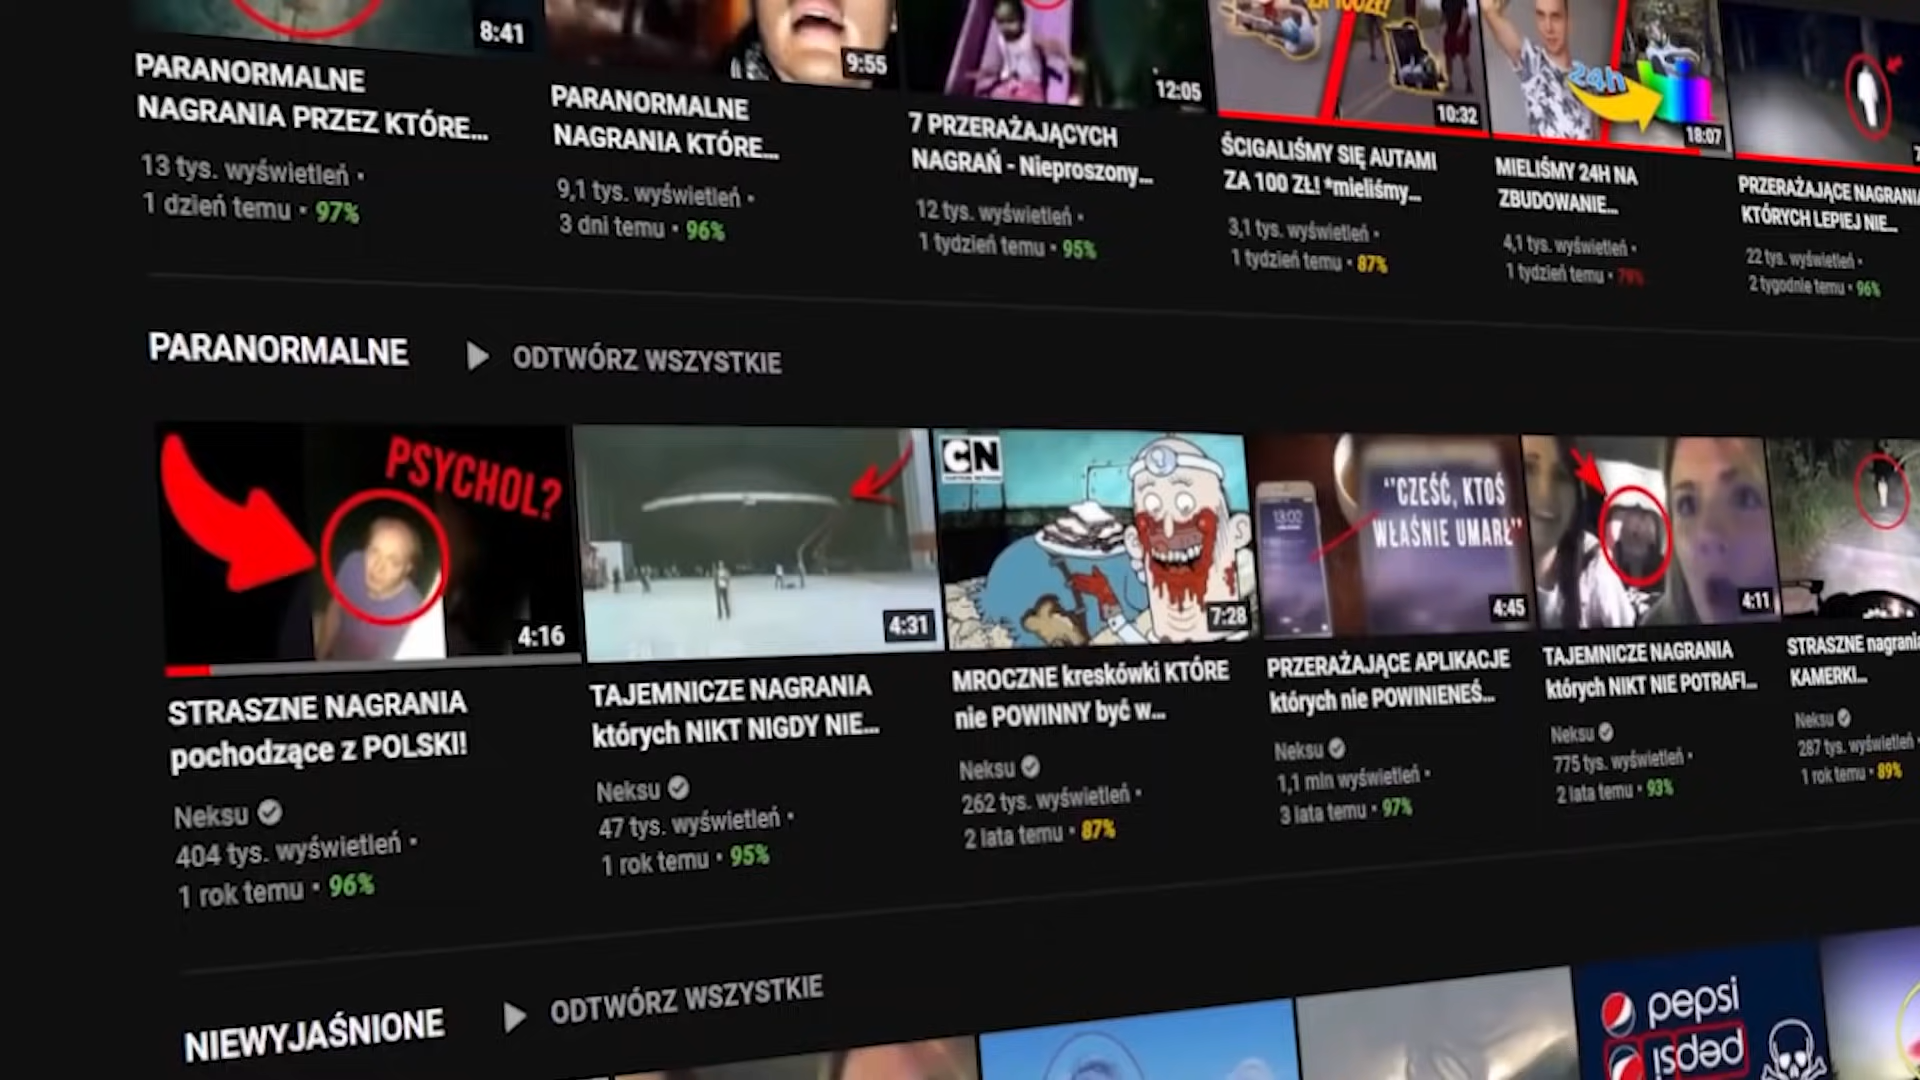 8:41
9:55
12:05
10:32
24h
18:07
PARANORMALNE
NAGRANIA PRZEZ KTÓRE...
13 tys. wyświetleń •
1 dzień temu • 97%
PARANORMALNE
NAGRANIA KTÓRE...
9,1 tys. wyświetleń •
3 dni temu • 96%
7 PRZERAŻAJĄCYCH
NAGRAŃ - Nieproszony...
12 tys. wyświetleń •
1 tydzień temu • 95%
ŚCIGALIŚMY SIĘ AUTAMI
ZA 100 ZŁ! *mieliśmy...
3,1 tys. wyświetleń •
1 tydzień temu • 87%
MIELIŚMY 24H NA
ZBUDOWANIE...
4,1 tys. wyświetleń •
1 tydzień temu • 79%
PRZERAŻAJĄCE NAGRANIA
KTÓRYCH LEPIEJ NIE...
22 tys. wyświetleń •
2 tygodnie temu • 96%
PARANORMALNE ODTWÓRZ WSZYSTKIE
PSYCHOL?
4:16
4:31
CN
CARTOON NETWORK
7:28
13:02
"CZEŚĆ, KTOŚ
WŁAŚNIE UMARŁ"
4:45
4:11
STRASZNE NAGRANIA
pochodzące z POLSKI!
Neksu
404 tys. wyświetleń •
1 rok temu • 96%
TAJEMNICZE NAGRANIA
których NIKT NIGDY NIE...
Neksu
47 tys. wyświetleń •
1 rok temu • 95%
MROCZNE kreskówki KTÓRE
nie POWINNY być w...
Neksu
262 tys. wyświetleń •
2 lata temu • 87%
PRZERAŻAJĄCE APLIKACJE
których nie POWINIENEŚ...
Neksu
1,1 mln wyświetleń •
3 lata temu • 97%
TAJEMNICZE NAGRANIA
których NIKT NIE POTRAFI...
Neksu
775 tys. wyświetleń •
2 lata temu • 93%
STRASZNE nagrania
KAMERKI...
Neksu
287 tys. wyświetleń •
1 rok temu • 89%
NIEWYJAŚNIONE ODTWÓRZ WSZYSTKIE
pepsi
isded